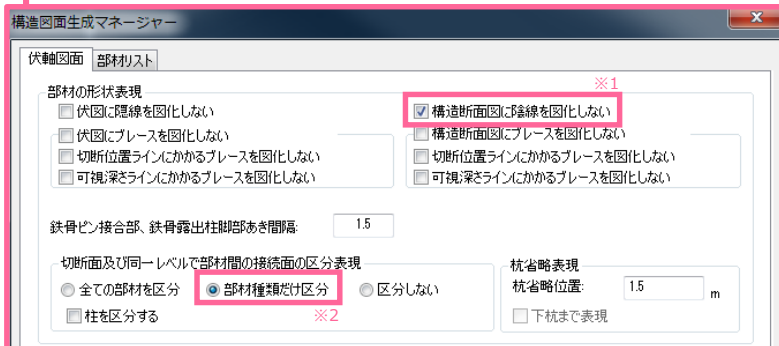 構造図面生成マネージャー
伏軸図面 部材リスト
部材の形状表現
※1
伏図に隠線を図化しない 構造断面図に陰線を図化しない
伏図にブレースを図化しない 構造断面図にブレースを図化しない
切断位置ラインにかかるブレースを図化しない 切断位置ラインにかかるブレースを図化しない
可視深さラインにかかるブレースを図化しない 可視深さラインにかかるブレースを図化しない
鉄骨ピン接合部、鉄骨露出柱脚部あき間隔: 1.5
切断面及び同一レベルで部材間の接続面の区分表現 杭省略表現
全ての部材を区分 部材種類だけ区分 区分しない 杭省略位置: 1.5 m
柱を区分する ※2 下杭まで表現